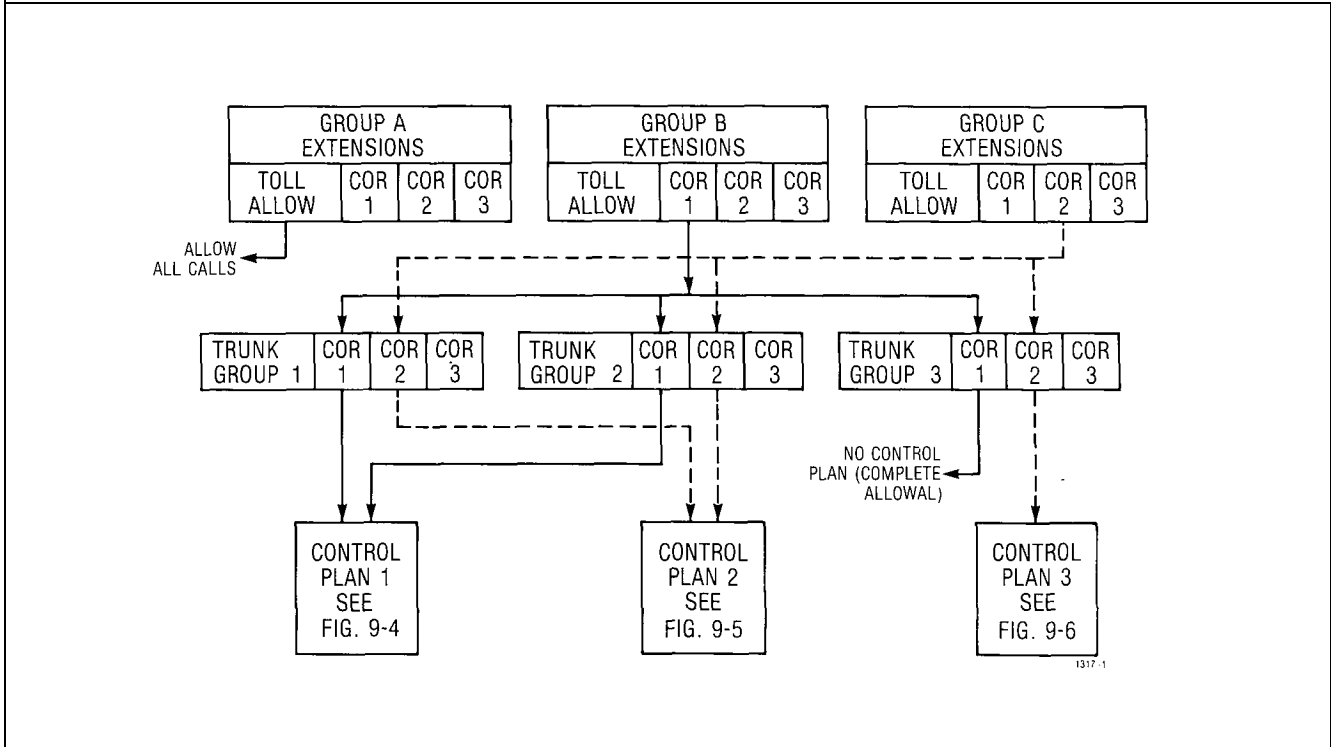 GROUP A
EXTENSIONS
TOLL
ALLOW
COR
1
COR
2
COR
3
GROUP B
EXTENSIONS
TOLL
ALLOW
COR
1
COR
2
COR
3
GROUP C
EXTENSIONS
TOLL
ALLOW
COR
1
COR
2
COR
3
ALLOW
ALL CALLS
TRUNK
GROUP 1
COR
1
COR
2
COR
3
TRUNK
GROUP 2
COR
1
COR
2
COR
3
TRUNK
GROUP 3
COR
1
COR
2
COR
3
NO CONTROL
PLAN (COMPLETE
ALLOWAL)
CONTROL
PLAN 1
SEE
FIG. 9-4
CONTROL
PLAN 2
SEE
FIG. 9-5
CONTROL
PLAN 3
SEE
FIG. 9-6
1317-1